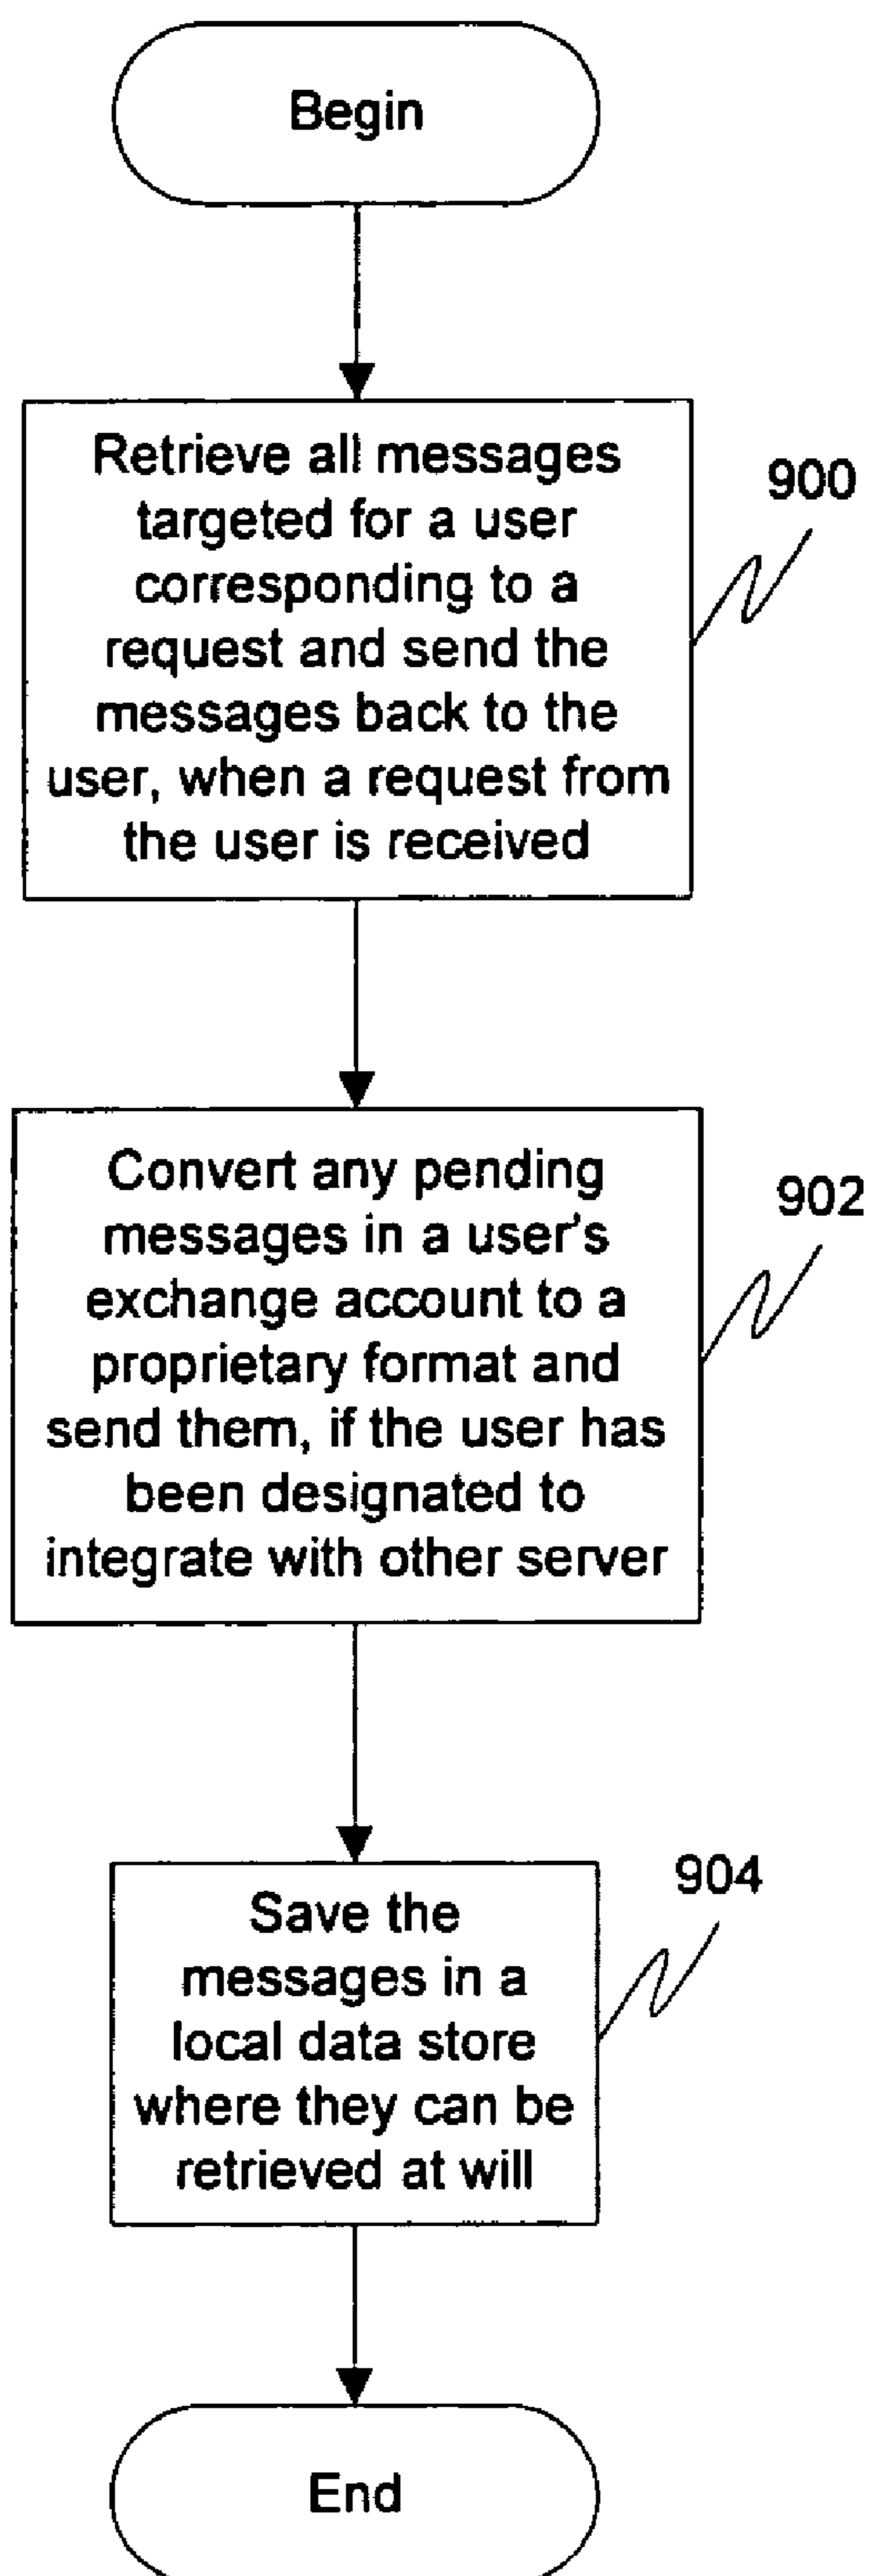 Begin
Retrieve all messages
targeted for a user
corresponding to a
request and send the
messages back to the
user, when a request from
the user is received
900
Convert any pending
messages in a user's
exchange account to a
proprietary format and
send them, if the user has
been designated to
integrate with other server
902
Save the
messages in a
local data store
where they can be
retrieved at will
904
End